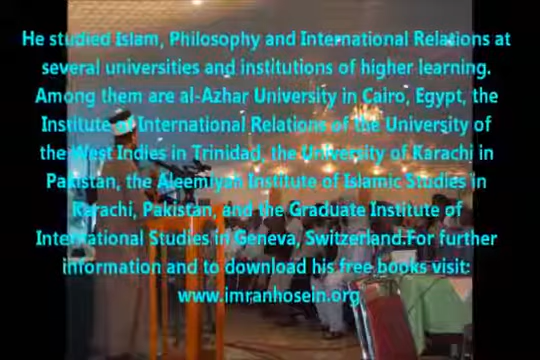 He studied Islam, Philosophy and International Relations at
several universities and institutions of higher learning.
Among them are al-Azhar University in Cairo, Egypt, the
Institute of International Relations of the University of
the West Indies in Trinidad, the University of Karachi in
Pakistan, the Aleemiyah Institute of Islamic Studies in
Karachi, Pakistan, and the Graduate Institute of
International Studies in Geneva, Switzerland.For further
information and to download his free books visit:
www.imranhosein.org